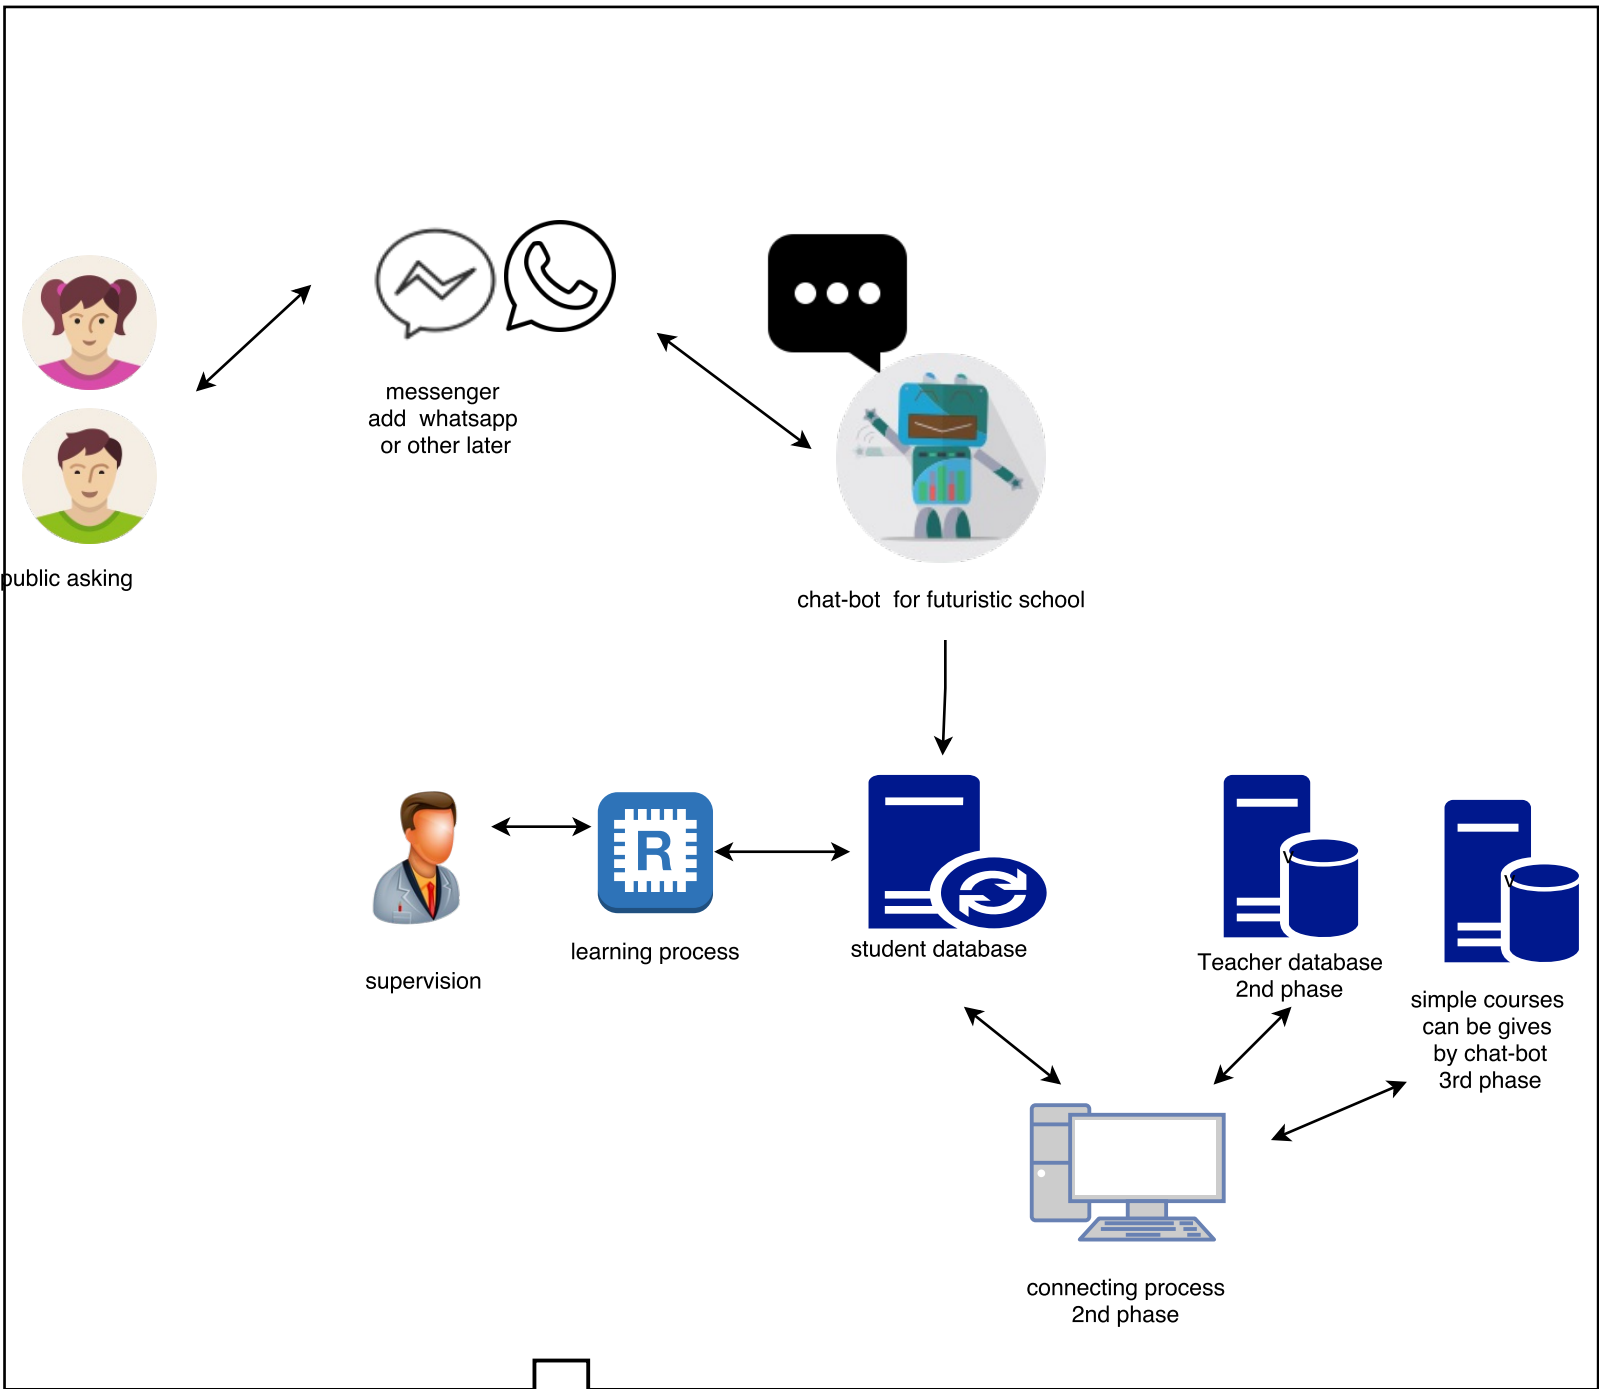 messenger
add whatsapp
or other later
public asking
chat-bot for futuristic school
R
v
v
learning process
student database
supervision
Teacher database
2nd phase
simple courses
can be gives
by chat-bot
3rd phase
connecting process
2nd phase